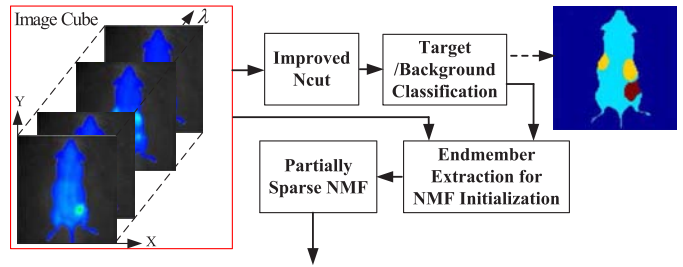 Image Cube
λ
Y
X
Improved
Ncut
Target
/Background
Classification
Partially
Sparse NMF
Endmember
Extraction for
NMF Initialization